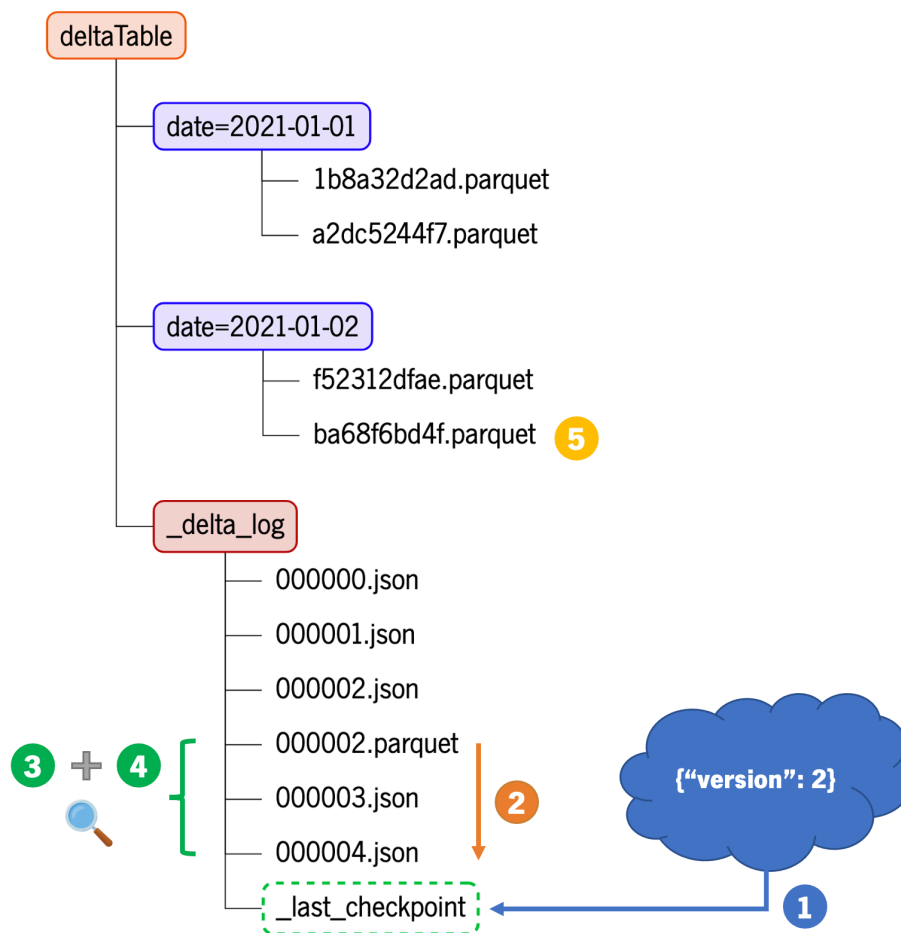 deltaTable
date=2021-01-01
1b8a32d2ad.parquet
a2dc5244f7.parquet
date=2021-01-02
f52312dfae.parquet
ba68f6bd4f.parquet 5
_delta_log
000000.json
000001.json
000002.json
000002.parquet
3 + 4
000003.json
2
{“version”: 2}
000004.json
_last_checkpoint
1